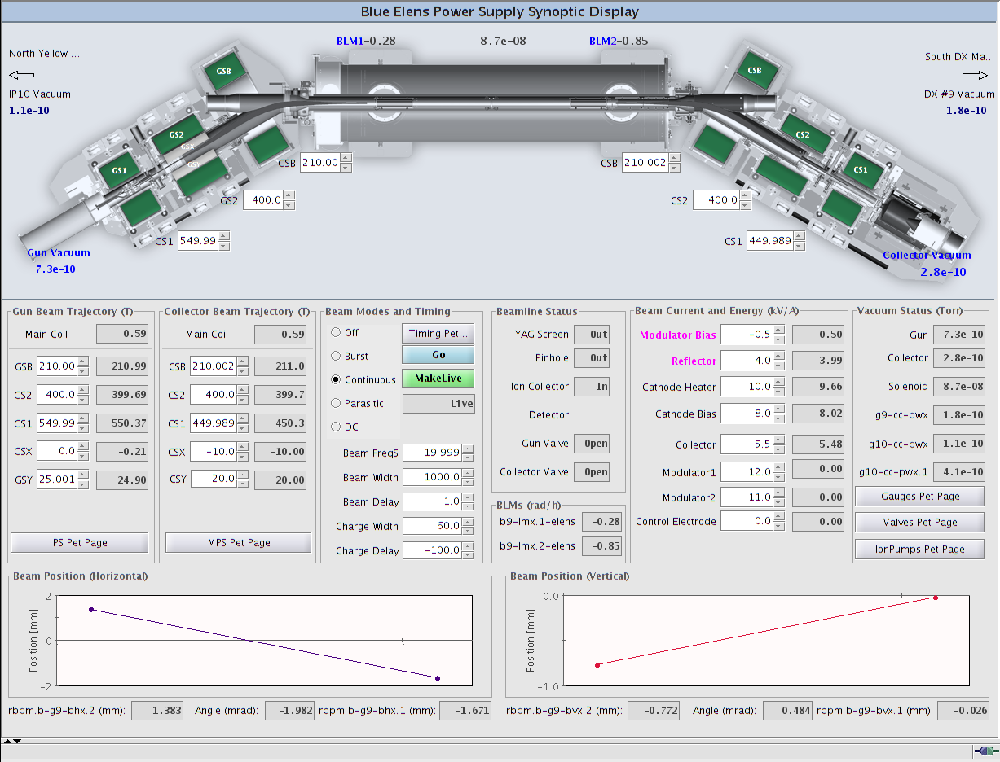 Blue Elens Power Supply Synoptic Display
BLM1-0.28 8.7e-08 BLM2-0.85
North Yellow ...
South DX Ma...
IP10 Vacuum
1.1e-10
DX #9 Vacuum
1.8e-10
GSB
CSB
GS2
GSX
GSY
GS1
CS2
CS1
GSB 210.00
CSB 210.002
GS2 400.0
CS2 400.0
GS1 549.99
CS1 449.989
Gun Vacuum
7.3e-10
Collector Vacuum
2.8e-10
Gun Beam Trajectory (T)
Main Coil 0.59
GSB 210.00 210.99
GS2 400.0 399.69
GS1 549.99 550.37
GSX 0.0 -0.21
GSY 25.001 24.90
PS Pet Page
Collector Beam Trajectory (T)
Main Coil 0.59
CSB 210.002 211.0
CS2 400.0 399.7
CS1 449.989 450.3
CSX -10.0 -10.00
CSY 20.0 20.00
MPS Pet Page
Beam Modes and Timing
Off Timing Pet...
Burst Go
Continuous MakeLive
Parasitic Live
DC
Beam FreqS 19.999
Beam Width 1000.0
Beam Delay 1.0
Charge Width 60.0
Charge Delay -100.0
Beamline Status
YAG Screen Out
Pinhole Out
Ion Collector In
Detector
Gun Valve Open
Collector Valve Open
BLMs (rad/h)
b9-lmx.1-elens -0.28
b9-lmx.2-elens -0.85
Beam Current and Energy (kV/A)
Modulator Bias -0.5 -0.50
Reflector 4.0 -3.99
Cathode Heater 10.0 9.66
Cathode Bias 8.0 -8.02
Collector 5.5 5.48
Modulator1 12.0 0.00
Modulator2 11.0 0.00
Control Electrode 0.0 0.00
Vacuum Status (Torr)
Gun 7.3e-10
Collector 2.8e-10
Solenoid 8.7e-08
g9-cc-pwx 1.8e-10
g10-cc-pwx 1.1e-10
g10-cc-pwx.1 4.1e-10
Gauges Pet Page
Valves Pet Page
IonPumps Pet Page
Beam Position (Horizontal)
Position [mm]
2
0
-2
rbpm.b-g9-bhx.2 (mm): 1.383 Angle (mrad): -1.982 rbpm.b-g9-bhx.1 (mm): -1.671
Beam Position (Vertical)
Position [mm]
0.0
-1.0
rbpm.b-g9-bvx.2 (mm): -0.772 Angle (mrad): 0.484 rbpm.b-g9-bvx.1 (mm): -0.026